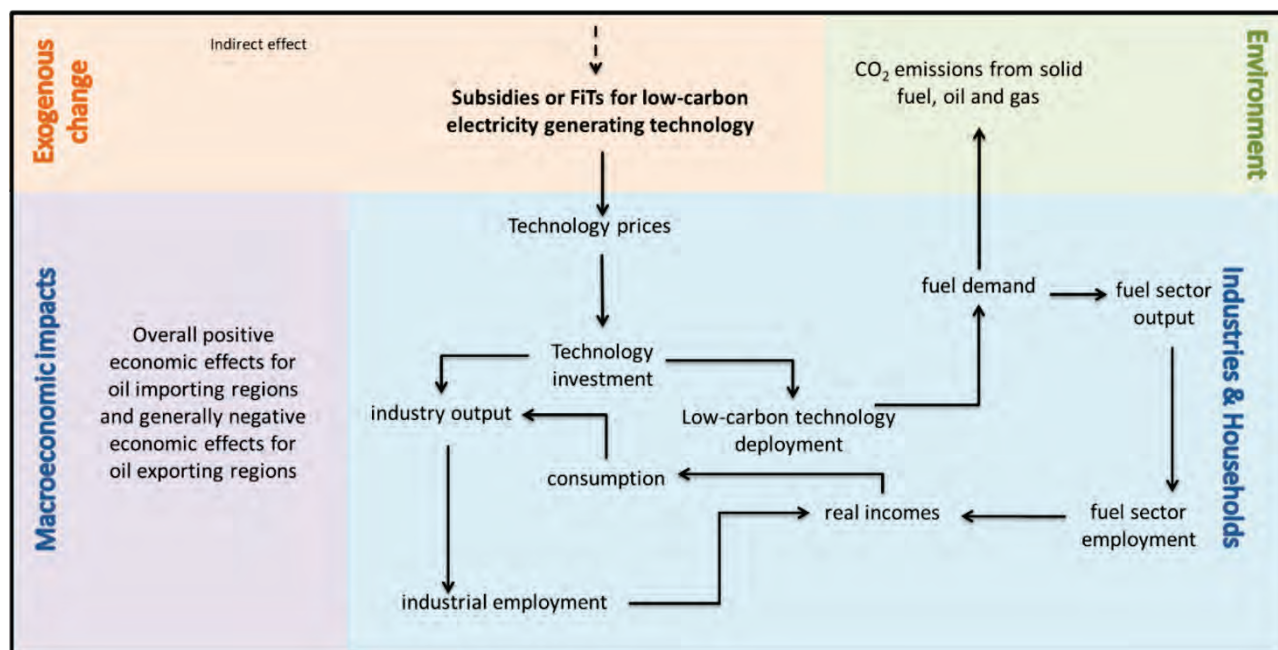 Exogenous
change
Indirect effect
Subsidies or FiTs for low-carbon
electricity generating technology
CO₂ emissions from solid
fuel, oil and gas
Environment
Technology prices
Macroeconomic impacts
Overall positive
economic effects for
oil importing regions
and generally negative
economic effects for
oil exporting regions
Technology
investment
industry output
Low-carbon technology
deployment
consumption
real incomes
industrial employment
fuel demand
fuel sector
output
fuel sector
employment
Industries & Households